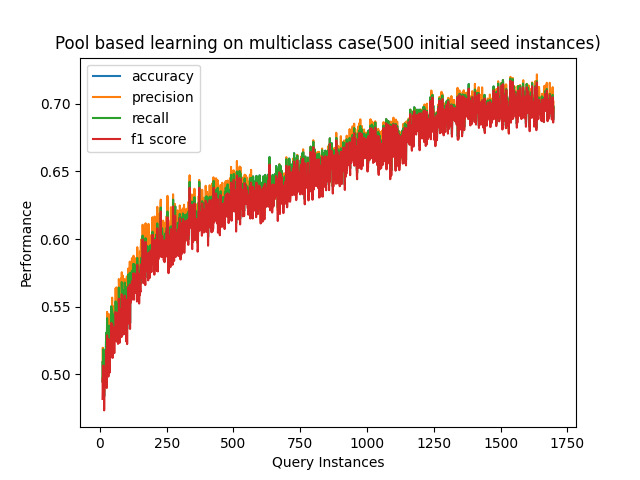 Pool based learning on multiclass case(500 initial seed instances)
accuracy
precision
recall
f1 score
0.70
0.65
0.60
0.55
0.50
Performance
0 250 500 750 1000 1250 1500 1750
Query Instances